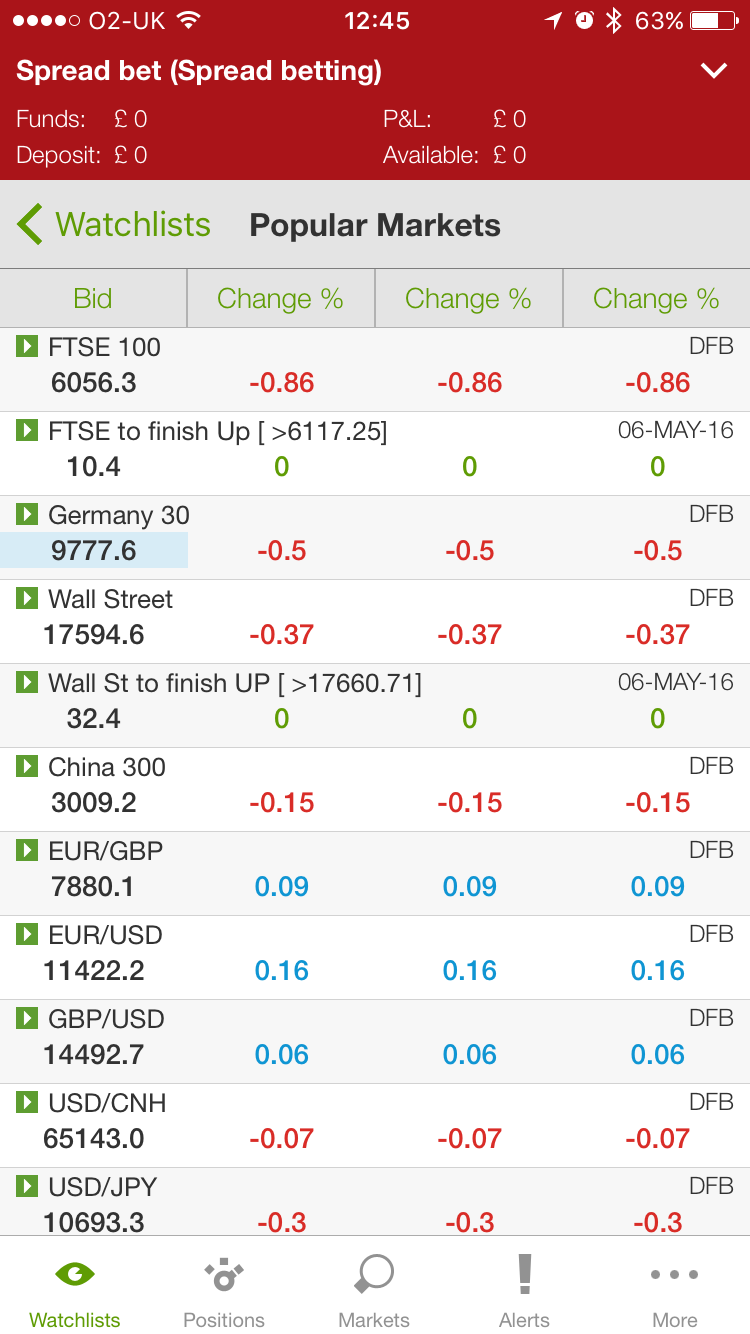 O2-UK 12:45 63%
Spread bet (Spread betting)
Funds: £ 0 P&L: £ 0
Deposit: £ 0 Available: £ 0
Watchlists Popular Markets
Bid Change % Change % Change %
FTSE 100 DFB
6056.3 -0.86 -0.86 -0.86
FTSE to finish Up [ >6117.25] 06-MAY-16
10.4 0 0 0
Germany 30 DFB
9777.6 -0.5 -0.5 -0.5
Wall Street DFB
17594.6 -0.37 -0.37 -0.37
Wall St to finish UP [ >17660.71] 06-MAY-16
32.4 0 0 0
China 300 DFB
3009.2 -0.15 -0.15 -0.15
EUR/GBP DFB
7880.1 0.09 0.09 0.09
EUR/USD DFB
11422.2 0.16 0.16 0.16
GBP/USD DFB
14492.7 0.06 0.06 0.06
USD/CNH DFB
65143.0 -0.07 -0.07 -0.07
USD/JPY DFB
10693.3 -0.3 -0.3 -0.3
Watchlists Positions Markets Alerts More